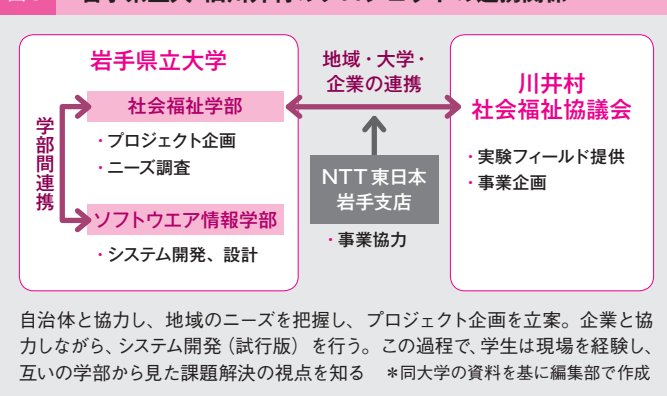 岩手県立大学
社会福祉学部
・プロジェクト企画
・ニーズ調査
学部間連携
ソフトウエア情報学部
・システム開発、設計
地域・大学・
企業の連携
NTT東日本
岩手支店
・事業協力
川井村
社会福祉協議会
・実験フィールド提供
・事業企画
自治体と協力し、地域のニーズを把握し、プロジェクト企画を立案。企業と協
力しながら、システム開発（試行版）を行う。この過程で、学生は現場を経験し、
互いの学部から見た課題解決の視点を知る　＊同大学の資料を基に編集部で作成